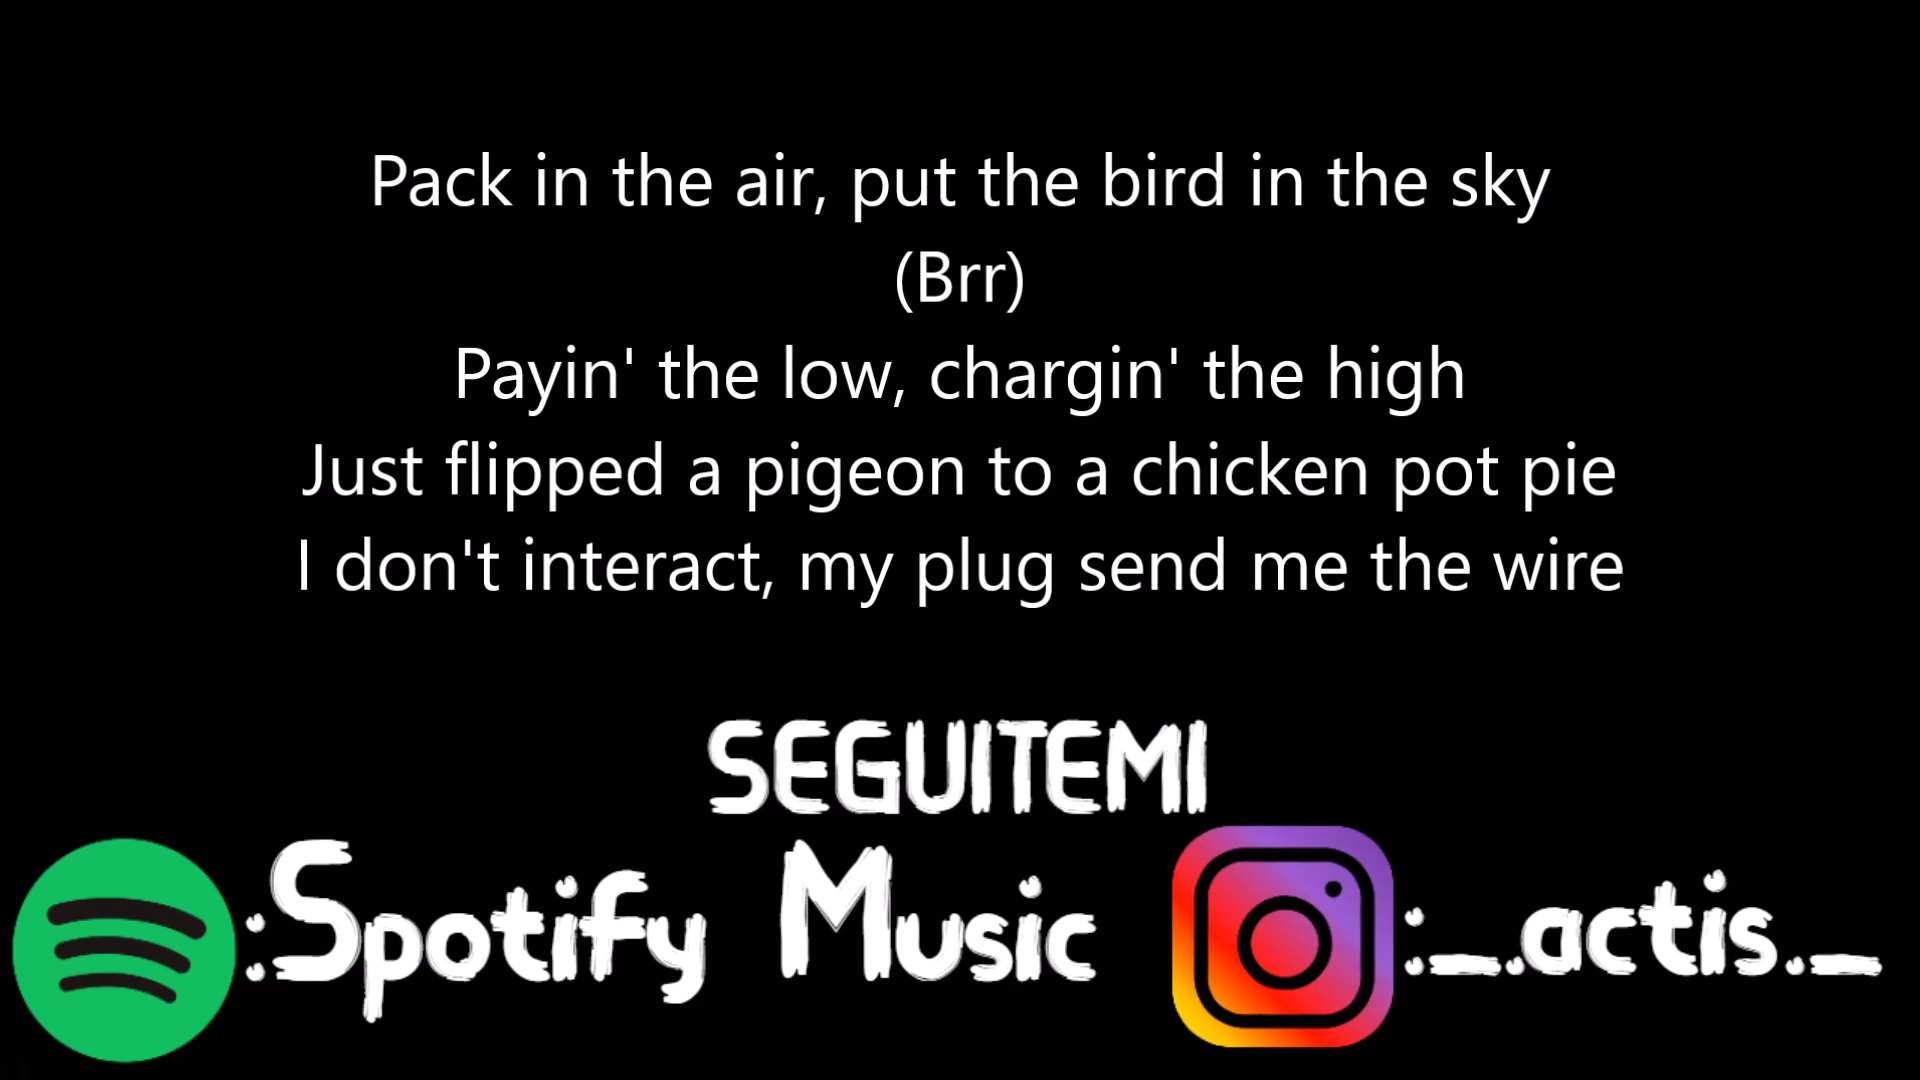 Pack in the air, put the bird in the sky
(Brr)
Payin' the low, chargin' the high
Just flipped a pigeon to a chicken pot pie
I don't interact, my plug send me the wire
SEGUITEMI
:Spotify Music :_.actis._